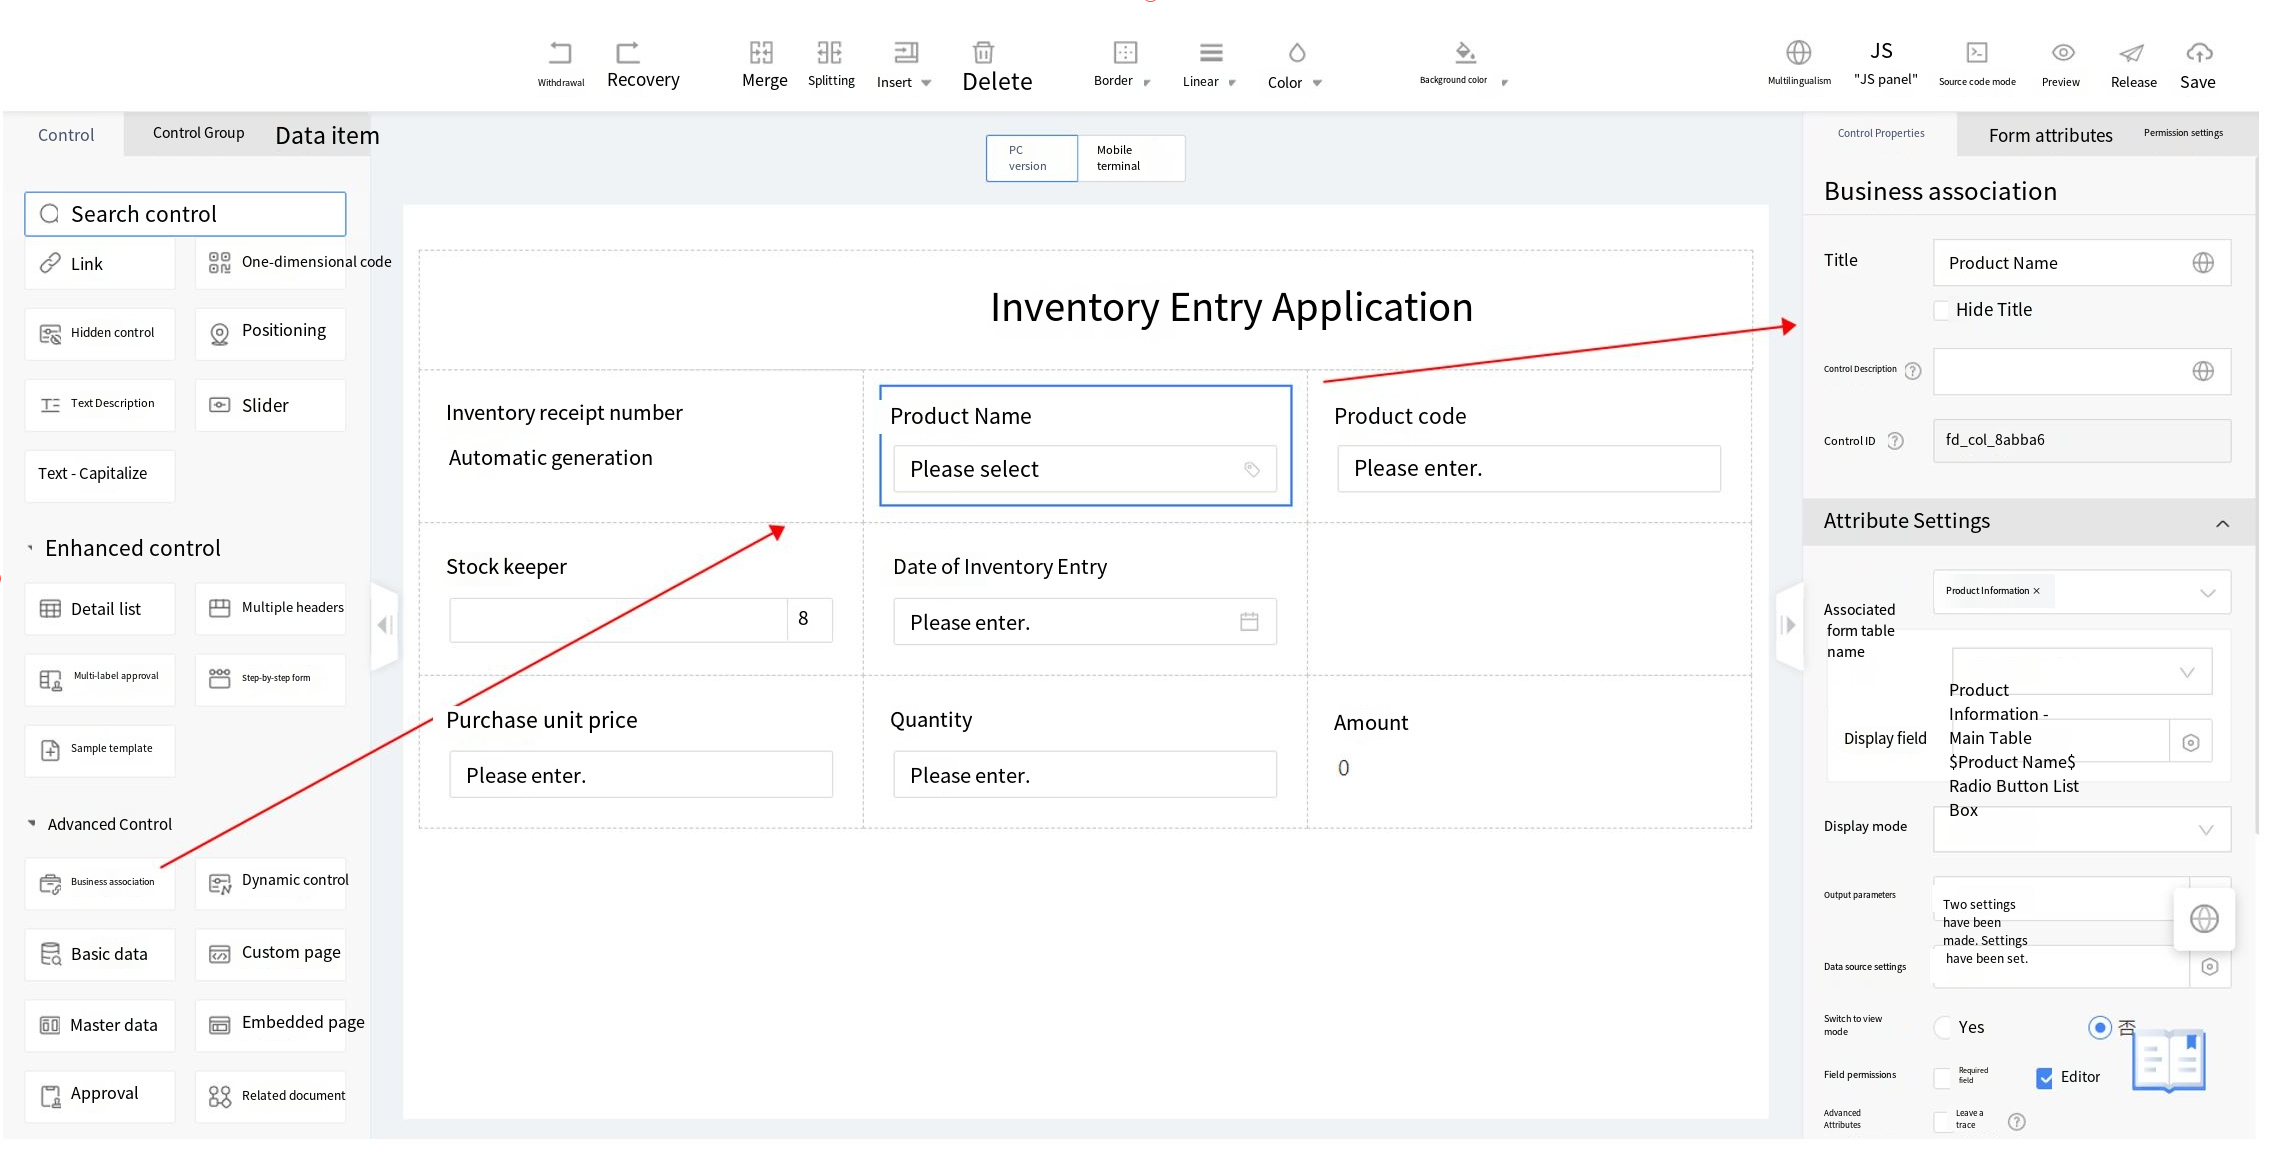 Withdrawal
Recovery
Merge
Splitting
Insert
Delete
Border
Linear
Color
Background color
Multilingualism
JS
"JS panel"
Source code mode
Preview
Release
Save
Control
Control Group
Data item
PC
version
Mobile
terminal
Control Properties
Form attributes
Permission settings
Search control
Link
One-dimensional code
Hidden control
Positioning
Text Description
Slider
Text - Capitalize
Enhanced control
Detail list
Multiple headers
Multi-label approval
Step-by-step form
Sample template
Advanced Control
Business association
Dynamic control
Basic data
Custom page
Master data
Embedded page
Approval
Related document
Inventory Entry Application
Inventory receipt number
Automatic generation
Product Name
Please select
Product code
Please enter.
Stock keeper
8
Date of Inventory Entry
Please enter.
Purchase unit price
Please enter.
Quantity
Please enter.
Amount
0
Business association
Title
Product Name
Hide Title
Control Description
Control ID
fd_col_8abba6
Attribute Settings
Product Information ×
Associated
form table
name
Display field
Product
Information -
Main Table
$Product Name$
Radio Button List
Box
Display mode
Output parameters
Two settings
have been
made. Settings
have been set.
Data source settings
Switch to view
mode
Yes
否
Field permissions
Required
field
Editor
Advanced
Attributes
Leave a
trace